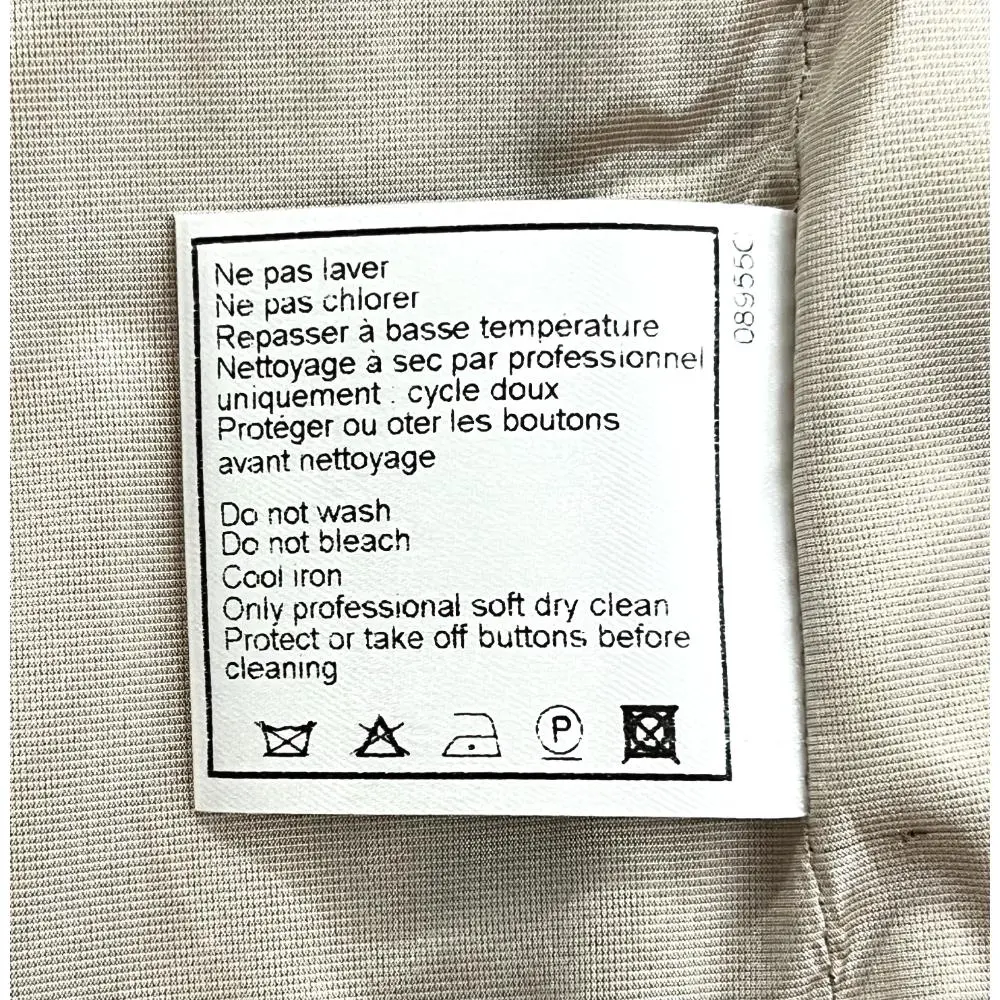 Ne pas laver
Ne pas chlorer
Repasser à basse température
Nettoyage à sec par professionnel
uniquement : cycle doux
Protéger ou oter les boutons
avant nettoyage
Do not wash
Do not bleach
Cool iron
Only professional soft dry clean
Protect or take off buttons before
cleaning
P
08955C